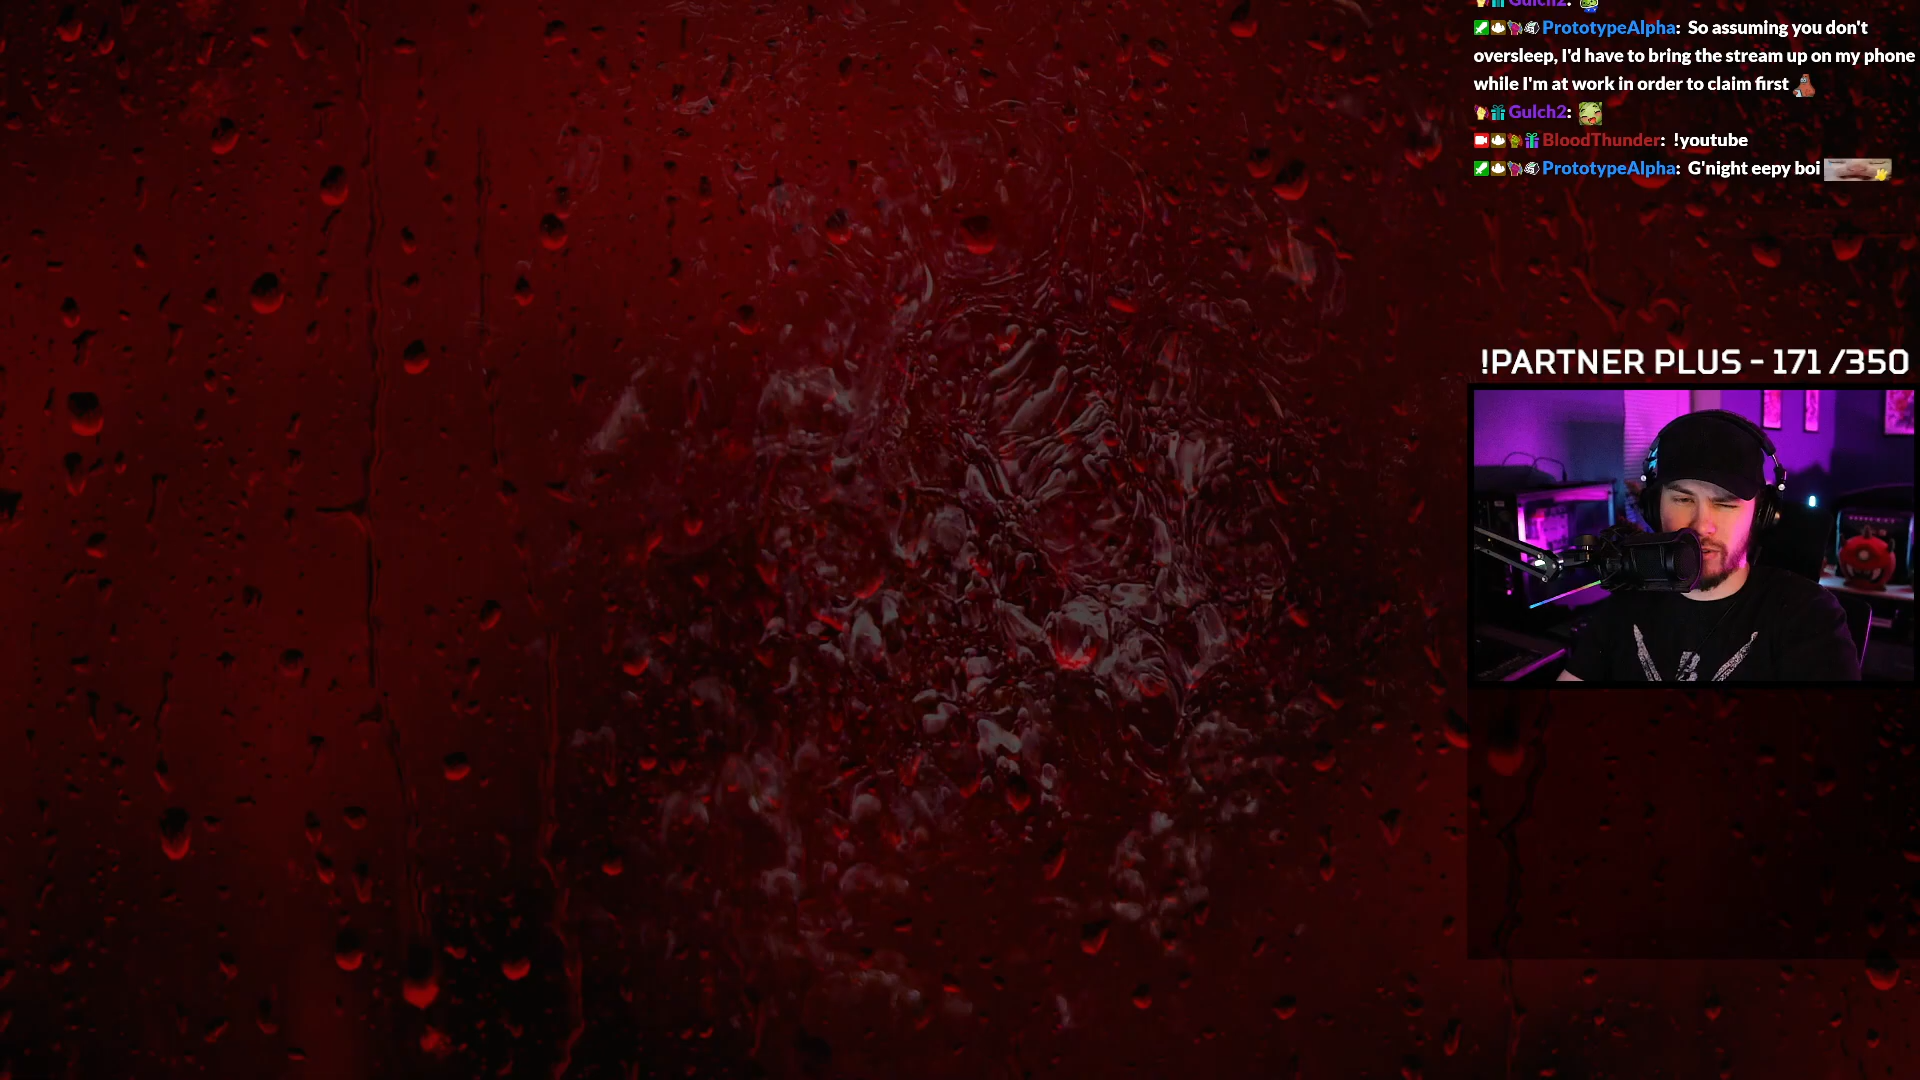 Gulch2:
PrototypeAlpha: So assuming you don't
oversleep, I'd have to bring the stream up on my phone
while I'm at work in order to claim first
Gulch2:
BloodThunder: !youtube
PrototypeAlpha: G'night eepy boi
!PARTNER PLUS - 171 /350